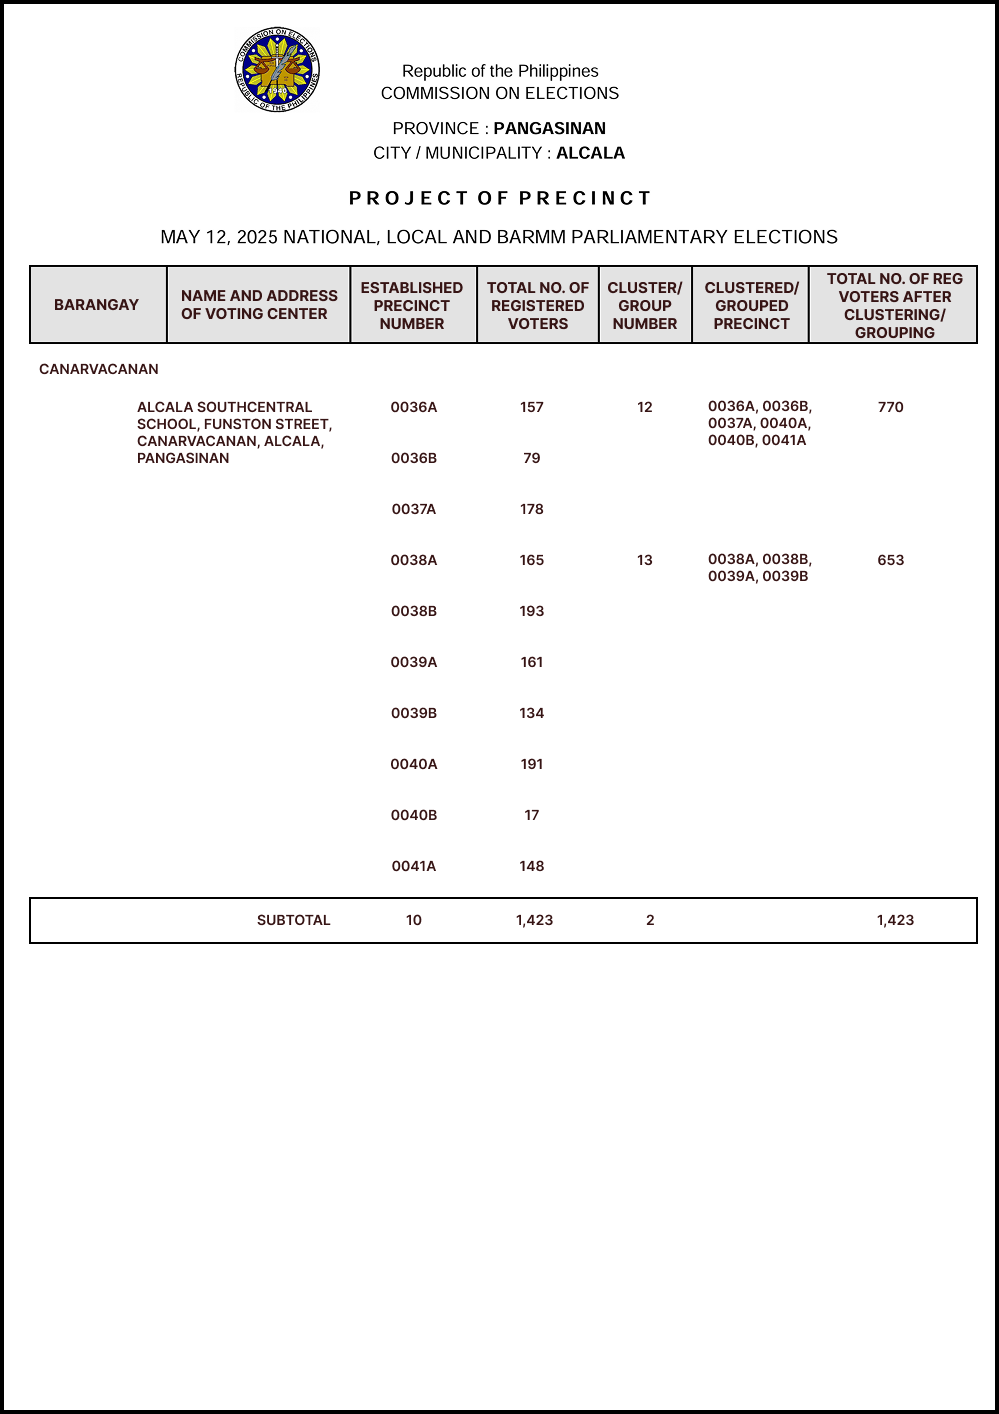 COMMISSION ON ELECTIONS
1940
REPUBLIC OF THE PHILIPPINES
Republic of the Philippines
COMMISSION ON ELECTIONS
PROVINCE : PANGASINAN
CITY / MUNICIPALITY : ALCALA
PROJECT OF PRECINCT
MAY 12, 2025 NATIONAL, LOCAL AND BARMM PARLIAMENTARY ELECTIONS
BARANGAY
NAME AND ADDRESS
OF VOTING CENTER
ESTABLISHED
PRECINCT
NUMBER
TOTAL NO. OF
REGISTERED
VOTERS
CLUSTER/
GROUP
NUMBER
CLUSTERED/
GROUPED
PRECINCT
TOTAL NO. OF REG
VOTERS AFTER
CLUSTERING/
GROUPING
CANARVACANAN
ALCALA SOUTHCENTRAL
SCHOOL, FUNSTON STREET,
CANARVACANAN, ALCALA,
PANGASINAN
0036A 157 12 0036A, 0036B, 770
0037A, 0040A,
0040B, 0041A
0036B 79
0037A 178
0038A 165 13 0038A, 0038B, 653
0039A, 0039B
0038B 193
0039A 161
0039B 134
0040A 191
0040B 17
0041A 148
SUBTOTAL 10 1,423 2 1,423